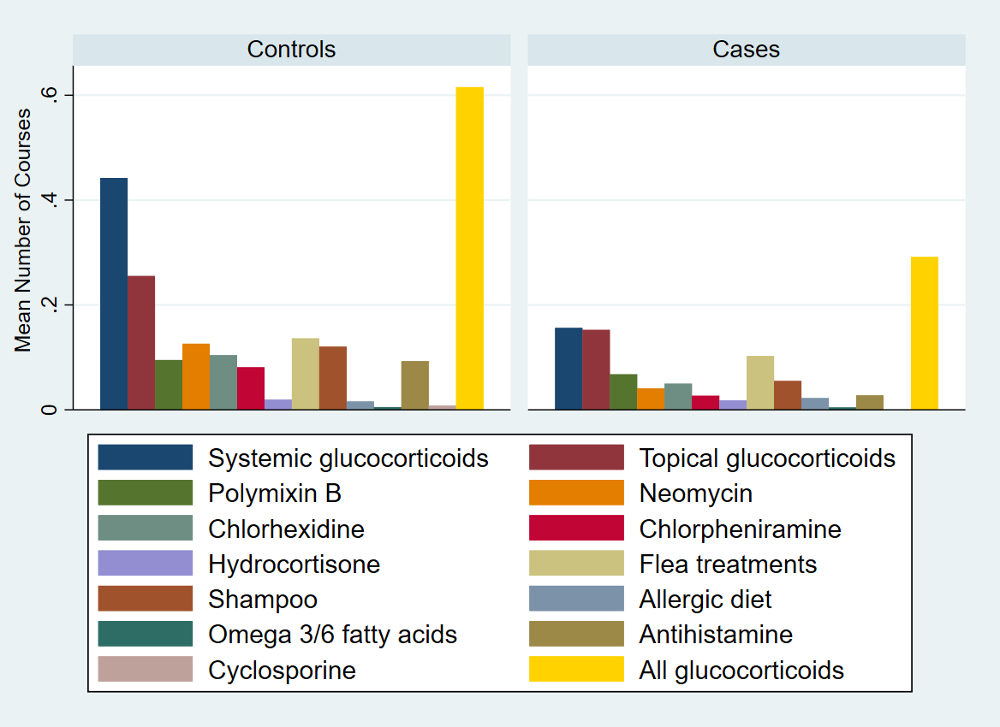 Controls
Cases
Mean Number of Courses
.6
.4
.2
0
Systemic glucocorticoids
Topical glucocorticoids
Polymixin B
Neomycin
Chlorhexidine
Chlorpheniramine
Hydrocortisone
Flea treatments
Shampoo
Allergic diet
Omega 3/6 fatty acids
Antihistamine
Cyclosporine
All glucocorticoids